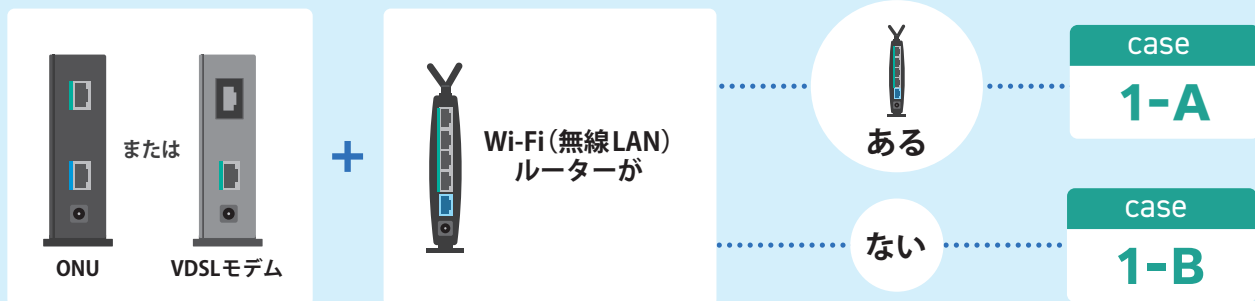 または
ONU
VDSLモデム
+
Wi-Fi(無線LAN)
ルーターが
ある
case
1-A
ない
case
1-B